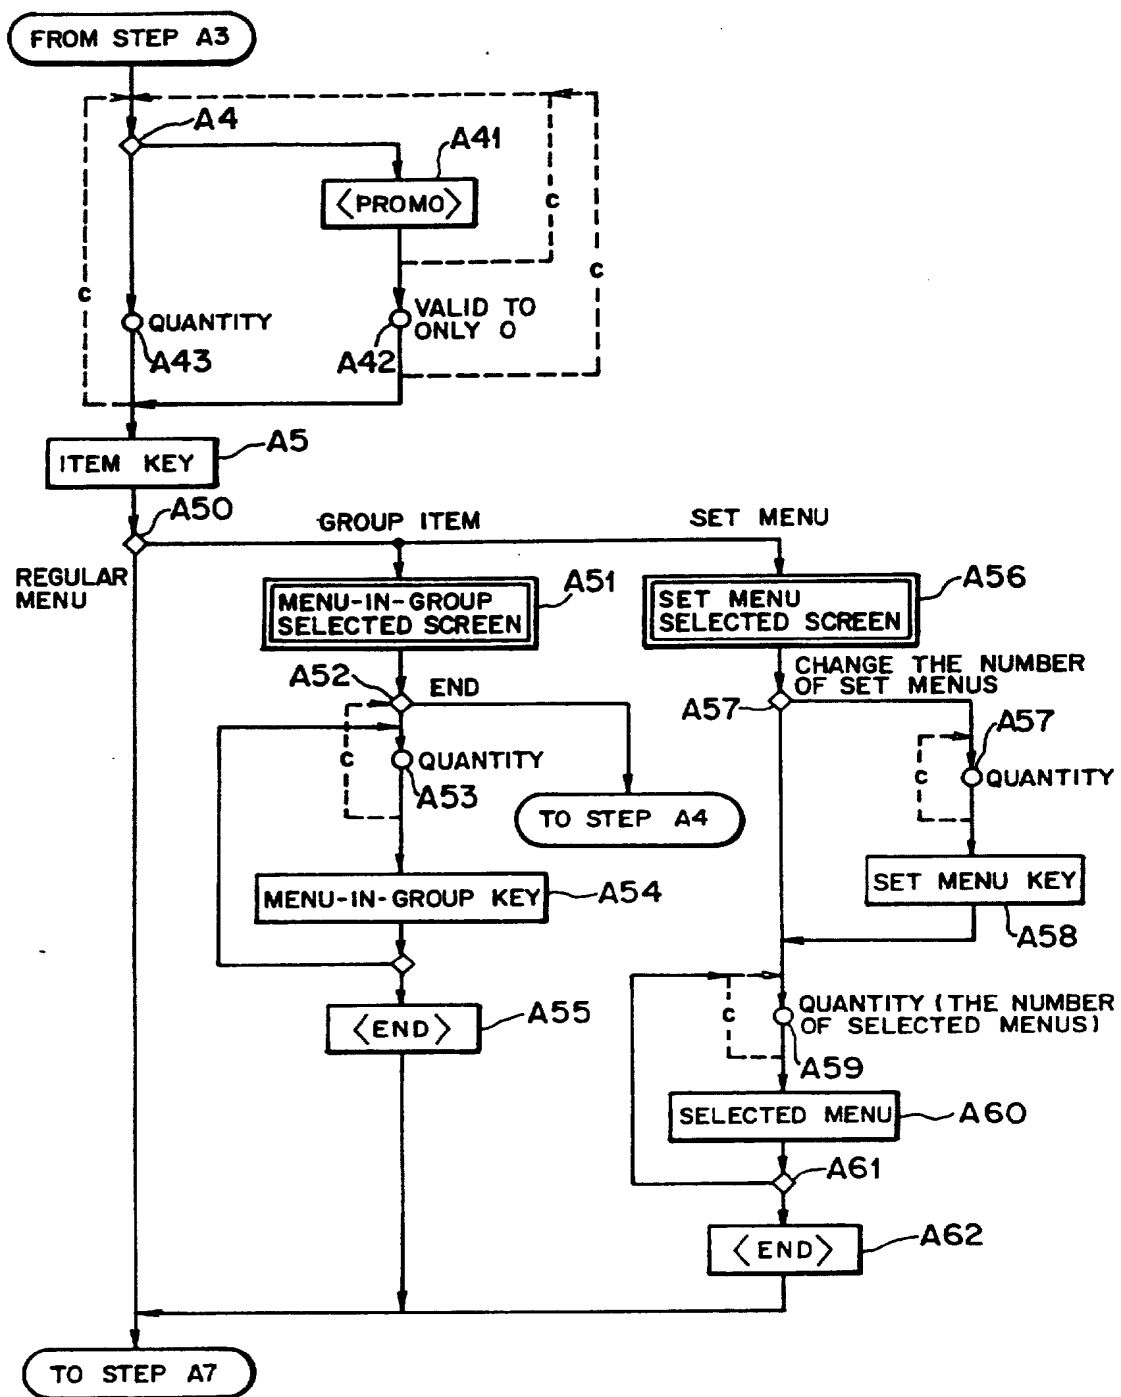 FROM STEP A3
A4
A41
<PROMO>
C
C
C
QUANTITY
VALID TO
ONLY 0
A43
A42
A5
ITEM KEY
A50
GROUP ITEM
SET MENU
REGULAR
MENU
A51
MENU-IN-GROUP
SELECTED SCREEN
A56
SET MENU
SELECTED SCREEN
A52
END
CHANGE THE NUMBER
OF SET MENUS
A57
A57
C
QUANTITY
C
QUANTITY
A53
TO STEP A4
MENU-IN-GROUP KEY
A54
SET MENU KEY
A58
<END>
A55
C
QUANTITY (THE NUMBER
OF SELECTED MENUS)
A59
SELECTED MENU
A60
A61
<END>
A62
TO STEP A7